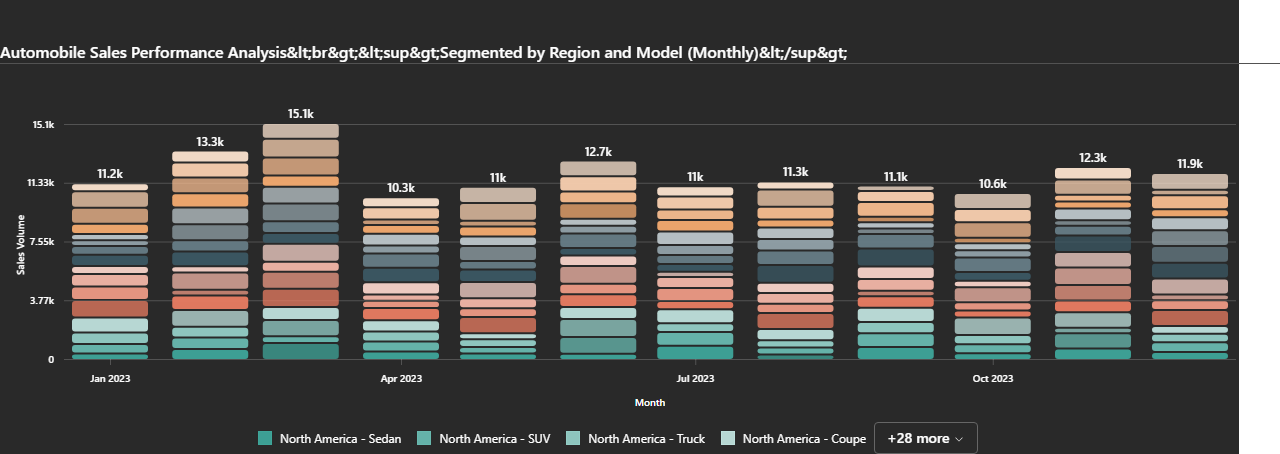 Automobile Sales Performance Analysis&lt;br&gt;&lt;sup&gt;Segmented by Region and Model (Monthly)&lt;/sup&gt;
15.1k
13.3k
12.7k
12.3k
11.2k
11k
11k
11.3k
11.1k
10.6k
11.9k
10.3k
15.1k
11.33k
7.55k
3.77k
0
Sales Volume
Jan 2023
Apr 2023
Jul 2023
Oct 2023
Month
North America - Sedan
North America - SUV
North America - Truck
North America - Coupe
+28 more